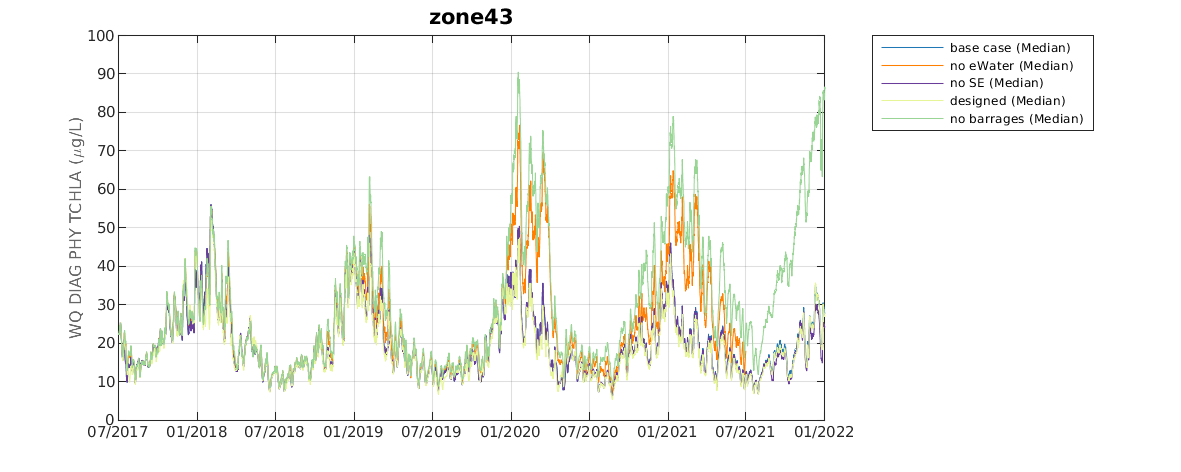 zone43
WQ DIAG PHY TCHLA (μg/L)
100
90
80
70
60
50
40
30
20
10
0
07/2017 01/2018 07/2018 01/2019 07/2019 01/2020 07/2020 01/2021 07/2021 01/2022
base case (Median)
no eWater (Median)
no SE (Median)
designed (Median)
no barrages (Median)